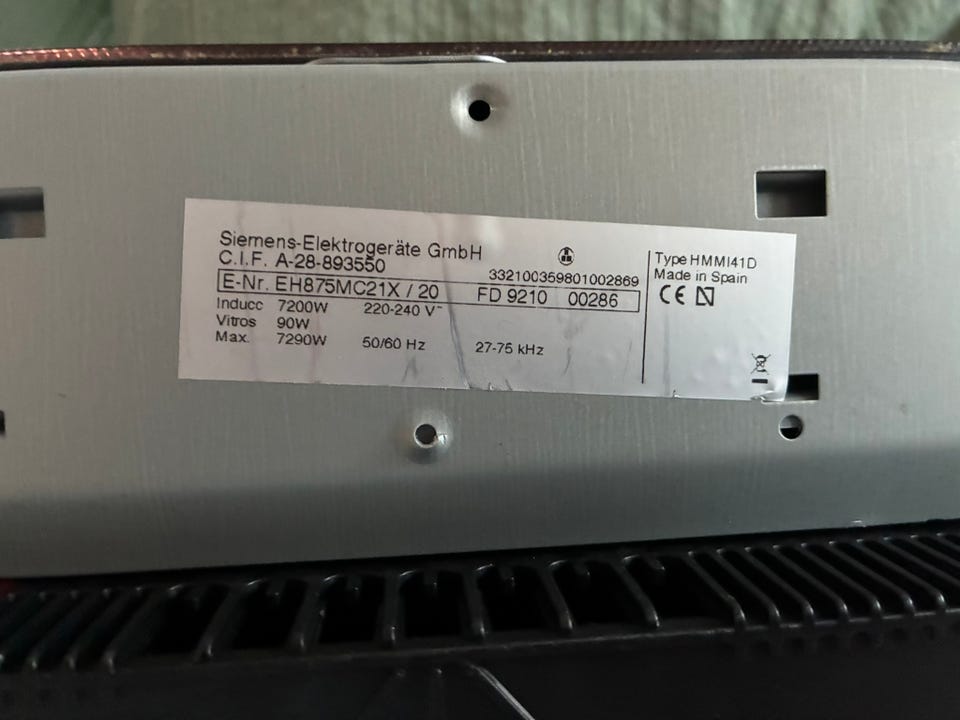 Siemens-Elektrogeräte GmbH
C.I.F. A-28-893550
332100359801002869
E-Nr. EH875MC21X / 20 FD 9210 00286
Inducc 7200W 220-240 V~
Vitros 90W
Max. 7290W 50/60 Hz 27-75 kHz
Type HMMI41D
Made in Spain
CE N